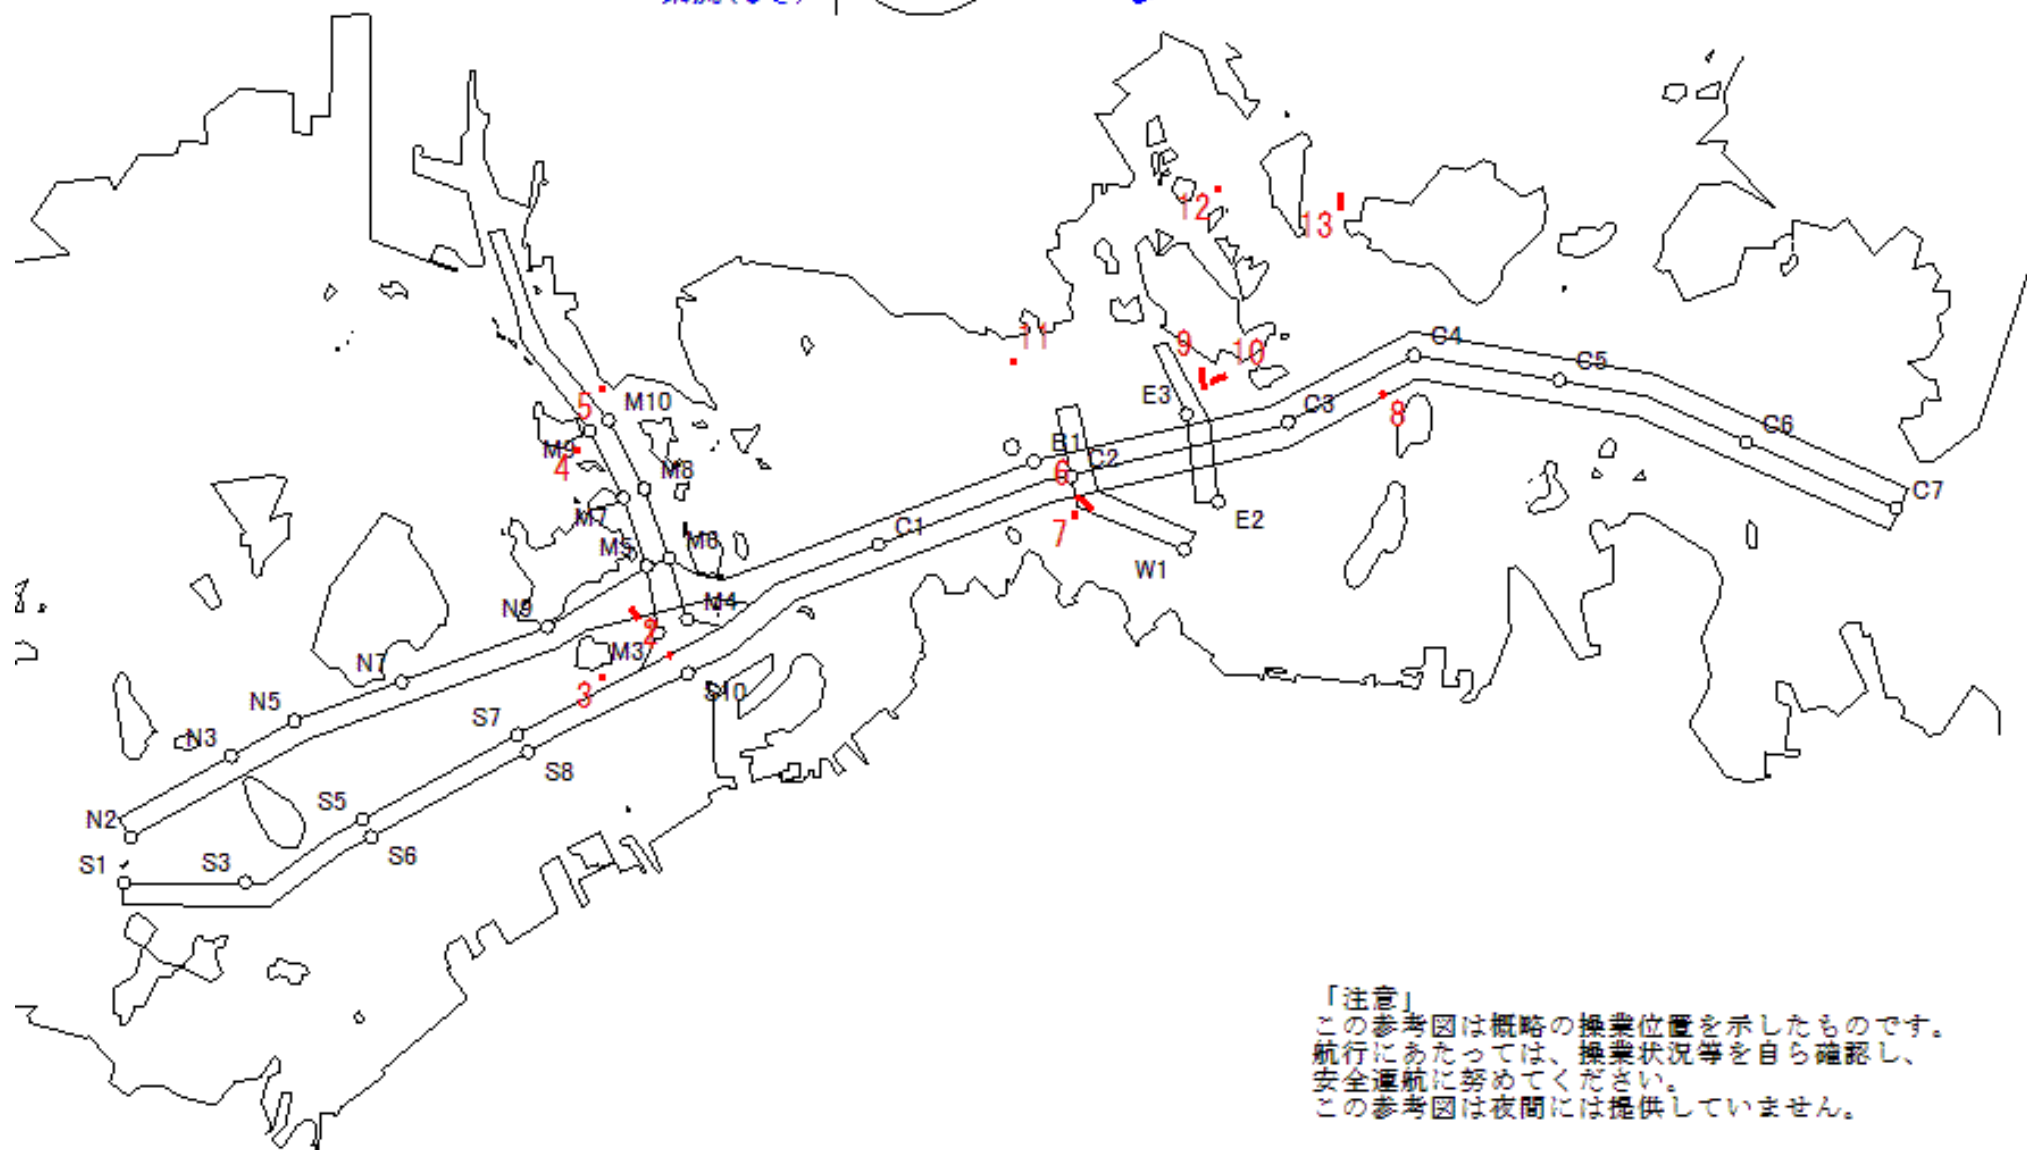 12
13
11
9
10
C4
C5
5
M10
E3
C3
8
C6
M9
4
M8
B1
6
C2
C7
M7
7
E2
C1
M5
M6
W1
N9
M4
2
M3
N7
3
S10
N5
S7
N3
S8
S5
N2
S6
S1
S3
「注意」
この参考図は概略の操業位置を示したものです。
航行にあたっては、操業状況等を自ら確認し、
安全運航に努めてください。
この参考図は夜間には提供していません。